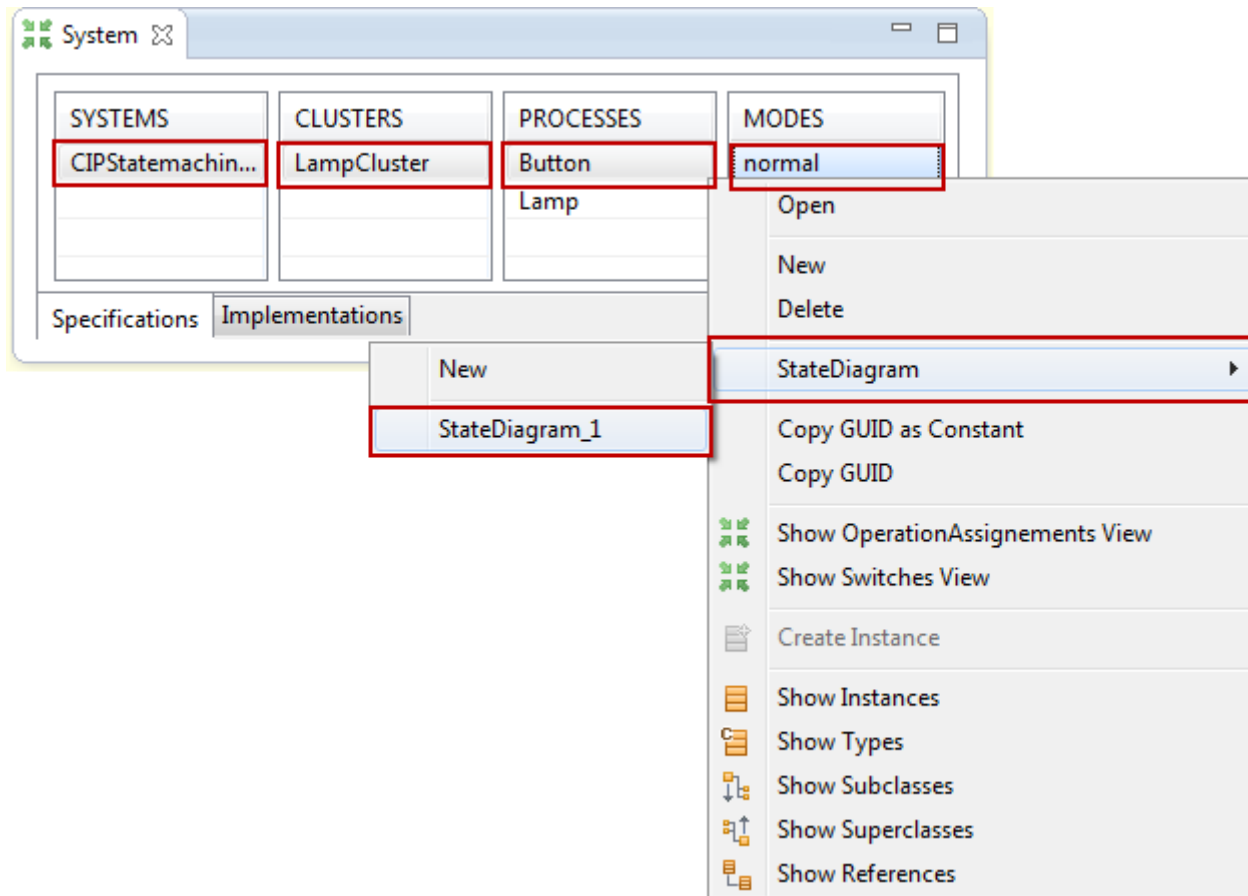 System
SYSTEMS
CLUSTERS
PROCESSES
MODES
CIPStatemachin...
LampCluster
Button
normal
Lamp
Specifications
Implementations
Open
New
Delete
StateDiagram
New
StateDiagram_1
Copy GUID as Constant
Copy GUID
Show OperationAssignements View
Show Switches View
Create Instance
Show Instances
Show Types
Show Subclasses
Show Superclasses
Show References